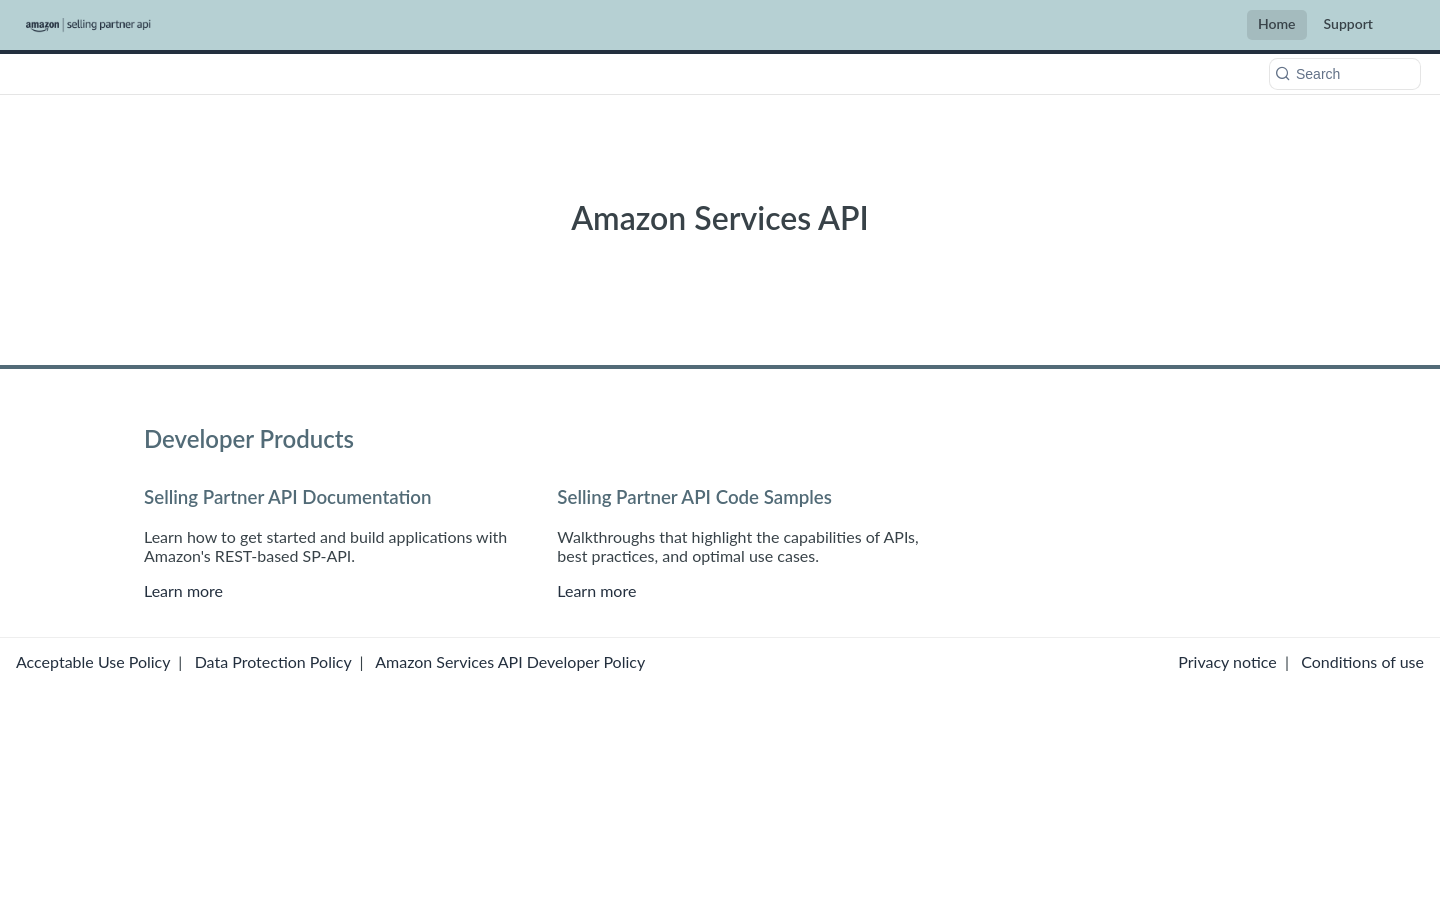 amazon | selling partner api
Home
Support
Search
Amazon Services API
Developer Products
Selling Partner API Documentation
Learn how to get started and build applications with
Amazon's REST-based SP-API.
Learn more
Selling Partner API Code Samples
Walkthroughs that highlight the capabilities of APIs,
best practices, and optimal use cases.
Learn more
Acceptable Use Policy | Data Protection Policy | Amazon Services API Developer Policy
Privacy notice | Conditions of use